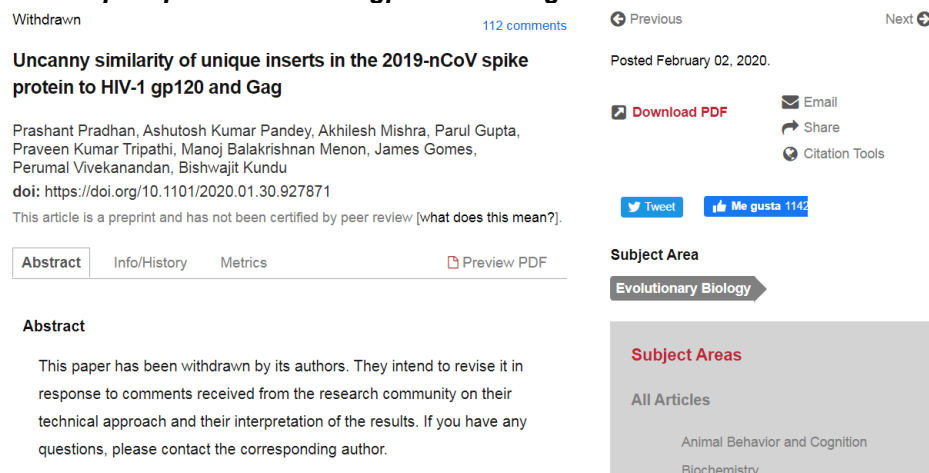 Withdrawn
112 comments
Uncanny similarity of unique inserts in the 2019-nCoV spike
protein to HIV-1 gp120 and Gag
Prashant Pradhan, Ashutosh Kumar Pandey, Akhilesh Mishra, Parul Gupta,
Praveen Kumar Tripathi, Manoj Balakrishnan Menon, James Gomes,
Perumal Vivekanandan, Bishwajit Kundu
doi: https://doi.org/10.1101/2020.01.30.927871
This article is a preprint and has not been certified by peer review [what does this mean?].
Abstract Info/History Metrics Preview PDF
Abstract
This paper has been withdrawn by its authors. They intend to revise it in
response to comments received from the research community on their
technical approach and their interpretation of the results. If you have any
questions, please contact the corresponding author.
Previous Next
Posted February 02, 2020.
Download PDF
Email
Share
Citation Tools
Tweet
Me gusta 1142
Subject Area
Evolutionary Biology
Subject Areas
All Articles
Animal Behavior and Cognition
Biochemistry